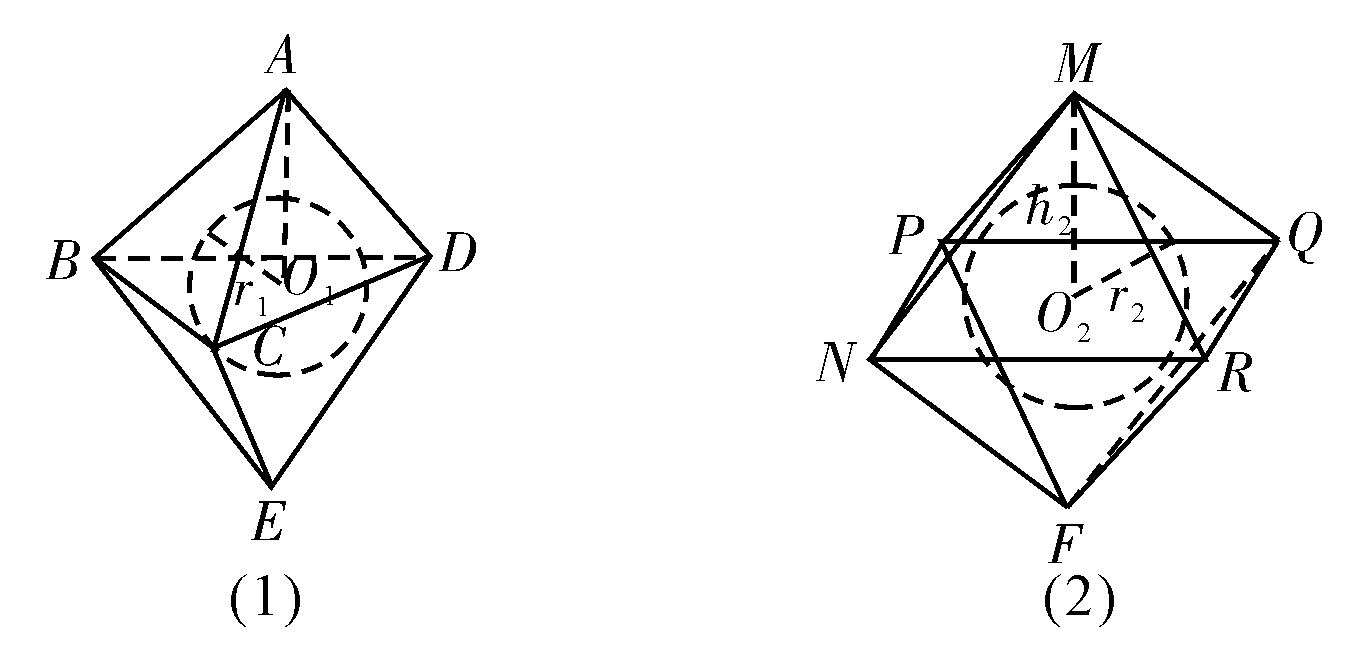 A
B
D
r₁
O₁
C
E
(1)
M
h₂
P
Q
O₂
r₂
N
R
F
(2)